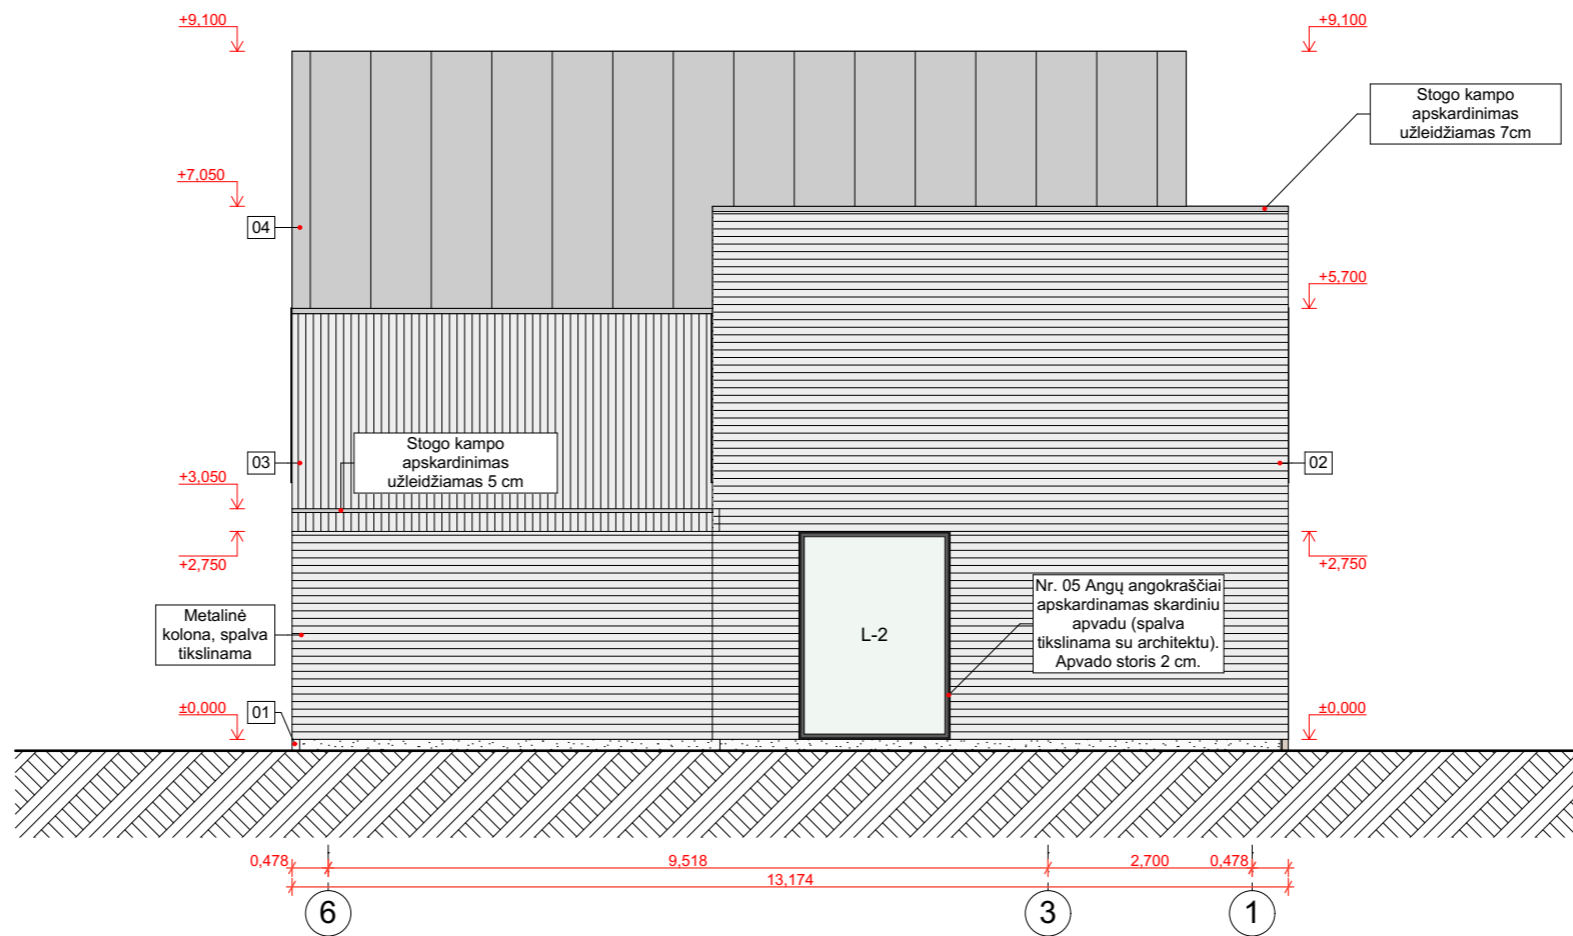 +9,100
+9,100
Stogo kampo
apskardinimas
užleidžiamas 7cm
+7,050
04
+5,700
Stogo kampo
apskardinimas
užleidžiamas 5 cm
03
02
+3,050
+2,750
+2,750
Nr. 05 Angų angokraščiai
apskardinamas skardiniu
apvadu (spalva
tikslinama su architektu).
Apvado storis 2 cm.
Metalinė
kolona, spalva
tikslinama
L-2
±0,000
01
±0,000
0,478
9,518
2,700
0,478
13,174
6
3
1